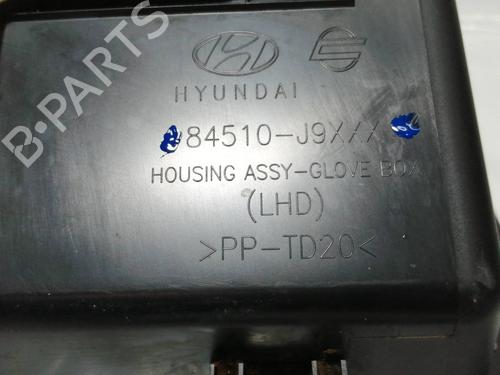 B-PARTS
HYUNDAI
84510-J9XXX
HOUSING ASSY-GLOVE BOX
(LHD)
>PP-TD20<